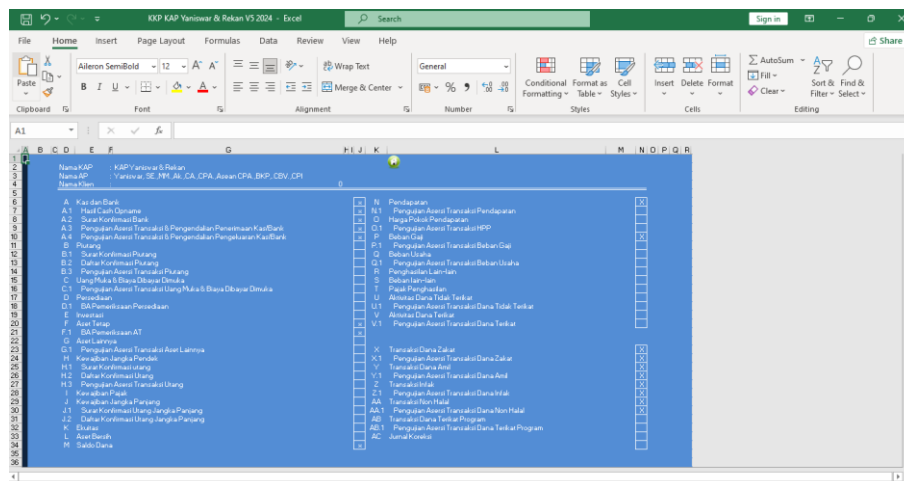 KKP KAP Yaniswar & Rekan V5 2024 - Excel
Search
Sign in
File Home Insert Page Layout Formulas Data Review View Help
Share
Paste
Clipboard
Aileron SemiBold 12
B I U
Font
Wrap Text
Merge & Center
Alignment
General
Number
Conditional Formatting
Format as Table
Cell Styles
Styles
Insert Delete Format
Cells
AutoSum
Fill
Clear
Sort & Filter
Find & Select
Editing
A1
fx
A B C D E F G H I J K L M N O P Q R
Nama KAP : KAP Yaniswar & Rekan
Nama AP : Yaniswar, SE.,MM.,Ak.,CA.,CPA.,Asean CPA.,BKP.,CBV.,CPI
Nama Klien : 0
A Kas dan Bank =
A.1 Hasil Cash Opname =
A.2 Surat Konfirmasi Bank
A.3 Pengujian Asersi Transaksi & Pengendalian Penerimaan Kas/Bank =
A.4 Pengujian Asersi Transaksi & Pengendalian Pengeluaran Kas/Bank =
B Piutang
B.1 Surat Konfirmasi Piutang
B.2 Daftar Konfirmasi Piutang
B.3 Pengujian Asersi Transaksi Piutang
C Uang Muka & Biaya Dibayar Dimuka
C.1 Pengujian Asersi Transaksi Uang Muka & Biaya Dibayar Dimuka
D Persediaan
D.1 BA Pemeriksaan Persediaan
E Investasi
F Aset Tetap =
F.1 BA Pemeriksaan AT =
G Aset Lainnya
G.1 Pengujian Asersi Transaksi Aset Lainnya
H Kewajiban Jangka Pendek
H.1 Surat Konfirmasi utang
H.2 Daftar Konfirmasi Utang
H.3 Pengujian Asersi Transaksi Utang
I Kewajiban Pajak
J Kewajiban Jangka Panjang
J.1 Surat Konfirmasi Utang Jangka Panjang
J.2 Daftar Konfirmasi Utang Jangka Panjang
K Ekuitas
L Aset Bersih
M Saldo Dana =
N Pendapatan X
N.1 Pengujian Asersi Transaksi Pendapatan
O Harga Pokok Pendapatan
O.1 Pengujian Asersi Transaksi HPP
P Beban Gaji X
P.1 Pengujian Asersi Transaksi Beban Gaji
Q Beban Usaha
Q.1 Pengujian Asersi Transaksi Beban Usaha
R Penghasilan Lain-lain
S Beban lain-lain
T Pajak Penghasilan
U Aktivitas Dana Tidak Terikat
U.1 Pengujian Asersi Transaksi Dana Tidak Terikat
V Aktivitas Dana Terikat
V.1 Pengujian Asersi Transaksi Dana Terikat
X Transaksi Dana Zakat X
X.1 Pengujian Asersi Transaksi Dana Zakat X
Y Transaksi Dana Amil X
Y.1 Pengujian Asersi Transaksi Dana Amil X
Z Transaksi Infak X
Z.1 Pengujian Asersi Transaksi Dana Infak X
AA Transaksi Non Halal X
AA.1 Pengujian Asersi Transaksi Dana Non Halal X
AB Transaksi Dana Terikat Program
AB.1 Pengujian Asersi Transaksi Dana Terikat Program
AC Jurnal Koreksi